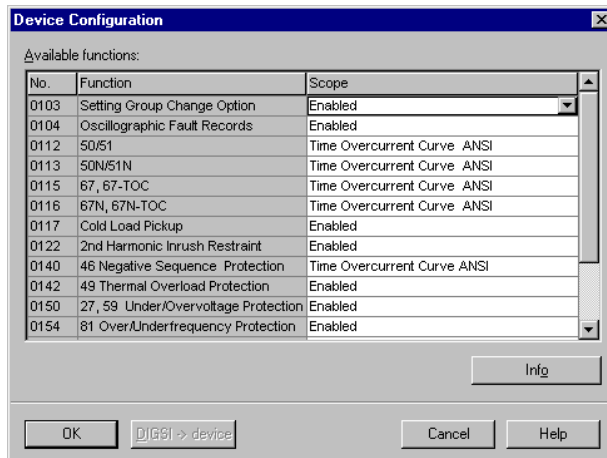 Device Configuration
Available functions:
No. Function Scope
0103 Setting Group Change Option Enabled
0104 Oscillographic Fault Records Enabled
0112 50/51 Time Overcurrent Curve ANSI
0113 50N/51N Time Overcurrent Curve ANSI
0115 67, 67-TOC Time Overcurrent Curve ANSI
0116 67N, 67N-TOC Time Overcurrent Curve ANSI
0117 Cold Load Pickup Enabled
0122 2nd Harmonic Inrush Restraint Enabled
0140 46 Negative Sequence Protection Time Overcurrent Curve ANSI
0142 49 Thermal Overload Protection Enabled
0150 27, 59 Under/Overvoltage Protection Enabled
0154 81 Over/Underfrequency Protection Enabled
Info
OK DIGSI -> device Cancel Help